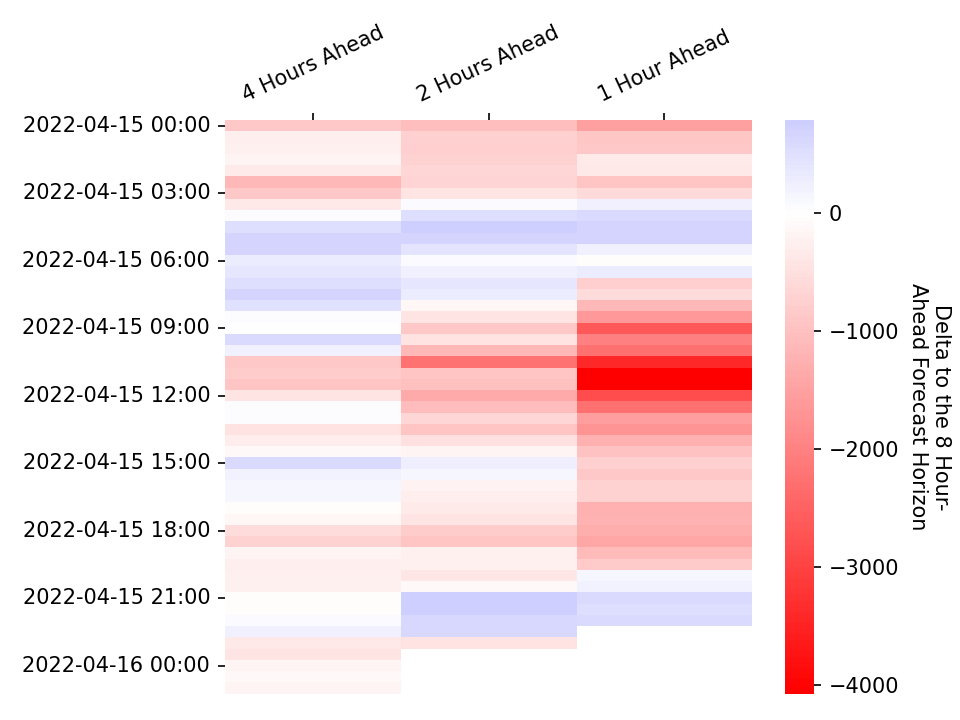 4 Hours Ahead
2 Hours Ahead
1 Hour Ahead
2022-04-15 00:00
2022-04-15 03:00
2022-04-15 06:00
2022-04-15 09:00
2022-04-15 12:00
2022-04-15 15:00
2022-04-15 18:00
2022-04-15 21:00
2022-04-16 00:00
0
−1000
−2000
−3000
−4000
Delta to the 8 Hour-
Ahead Forecast Horizon